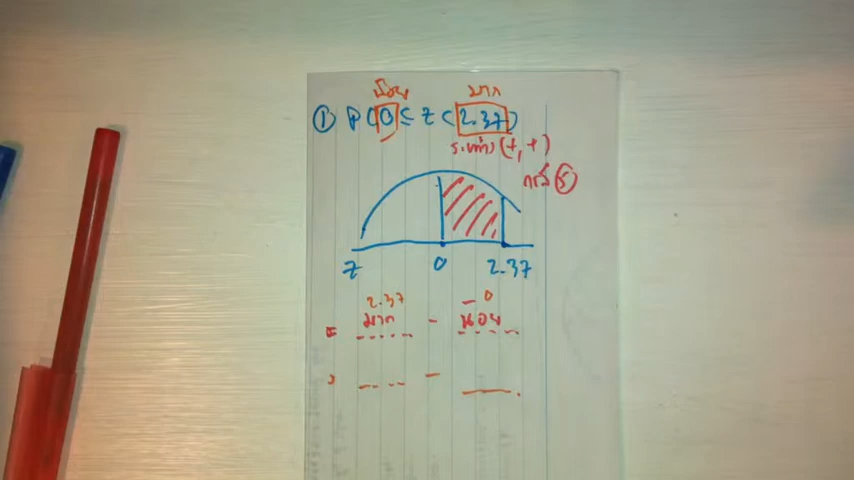 น้อย มาก
① P(0 ≤ Z < 2.37)
ระหว่าง (+, +)
กรณี ⑤
Z 0 2.37
2.37 0
= มาก - น้อย
= ---- - ____